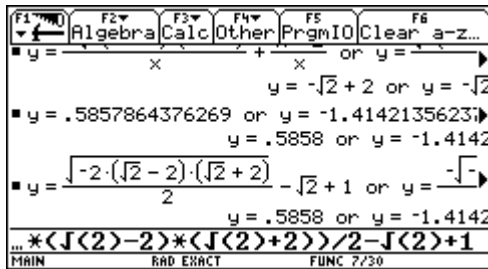 F1 F2 F3 F4 F5 F6
Algebra Calc Other PrgmIO Clear a-z…
y = x + x or y =
y = -√2 + 2 or y = -√2
y = .5857864376269 or y = -1.41421356237
y = .5858 or y = -1.4142
y = √(-2·(√2 - 2)·(√2 + 2)) / 2 - √2 + 1 or y = -√-
y = .5858 or y = -1.4142
…*(√(2)-2)*(√(2)+2))/2-√(2)+1
MAIN RAD EXACT FUNC 7/30